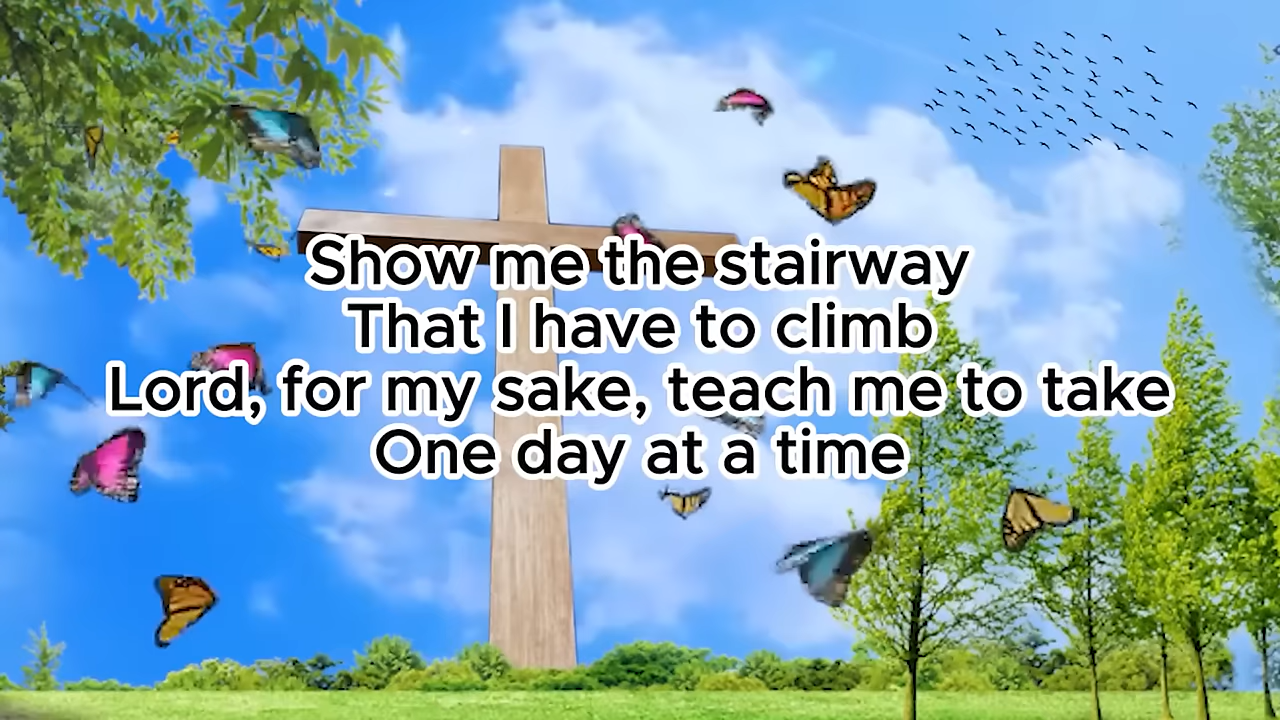 Show me the stairway
That I have to climb
Lord, for my sake, teach me to take
One day at a time